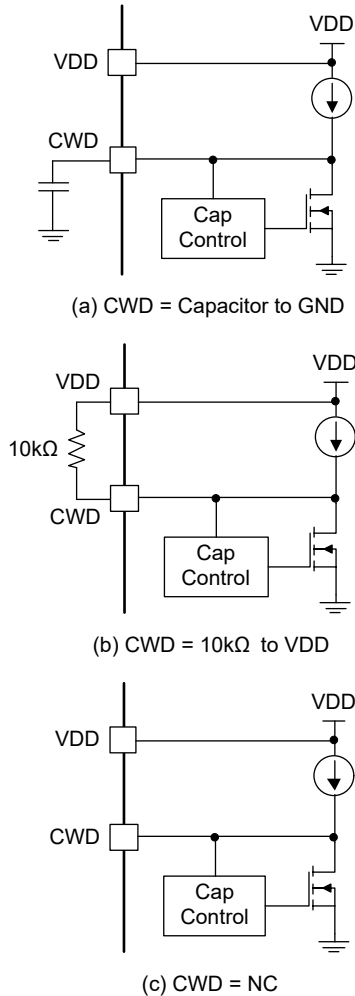 VDD
VDD
CWD
Cap
Control
(a) CWD = Capacitor to GND
VDD
VDD
10kΩ
CWD
Cap
Control
(b) CWD = 10kΩ to VDD
VDD
VDD
CWD
Cap
Control
(c) CWD = NC